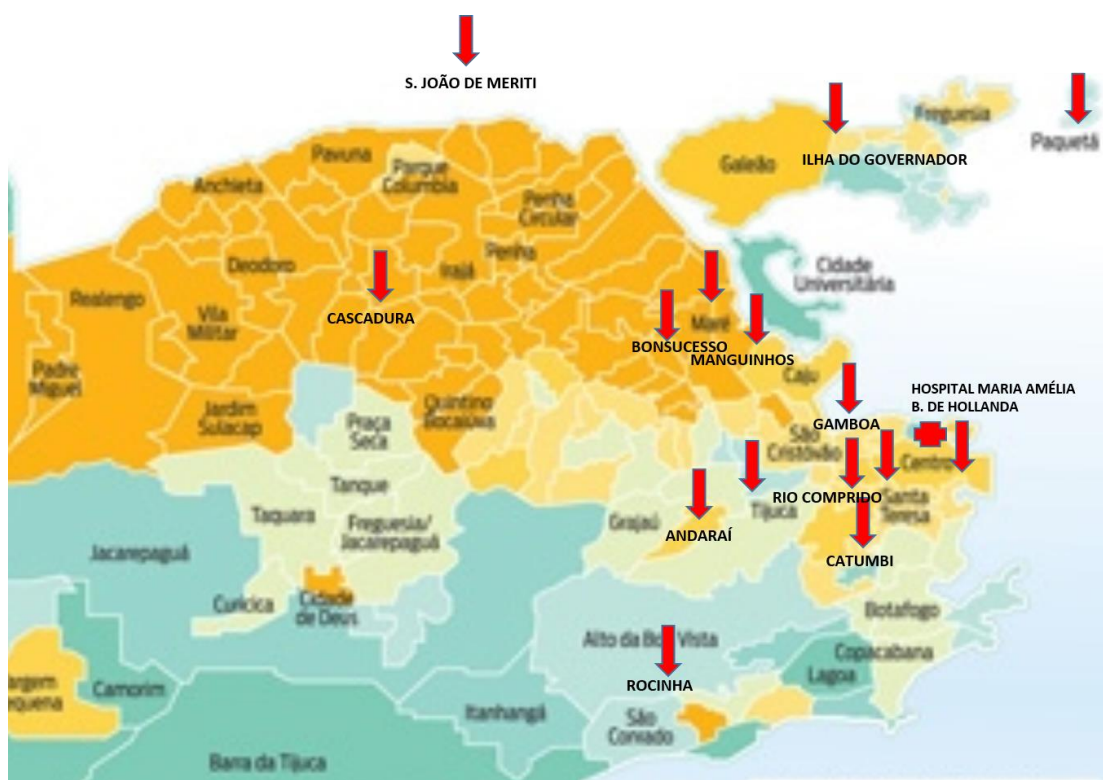 S. JOÃO DE MERITI
Freguesia
Paquetá
Pavuna
Parque
Columbia
Galeão
ILHA DO GOVERNADOR
Anchieta
Penha
Circular
Penha
Deodoro
Irajá
Cidade
Universitária
Realengo
Vila
Militar
CASCADURA
Maré
BONSUCESSO
MANGUINHOS
Padre
Miguel
Caju
Jardim
Sulacap
Quintino
Bocaiuva
Praça
Seca
HOSPITAL MARIA AMÉLIA
B. DE HOLLANDA
GAMBOA
São
Cristóvão
Centro
Tanque
RIO COMPRIDO
Santa
Teresa
Taquara
Freguesia/
Jacarepaguá
Grajaú
Tijuca
ANDARAÍ
Jacarepaguá
CATUMBI
Curicica
Cidade
de Deus
Botafogo
Alto da Boa Vista
Copacabana
Lagoa
argem
equena
Camorim
ROCINHA
Itanhangá
São
Conrado
Barra da Tijuca